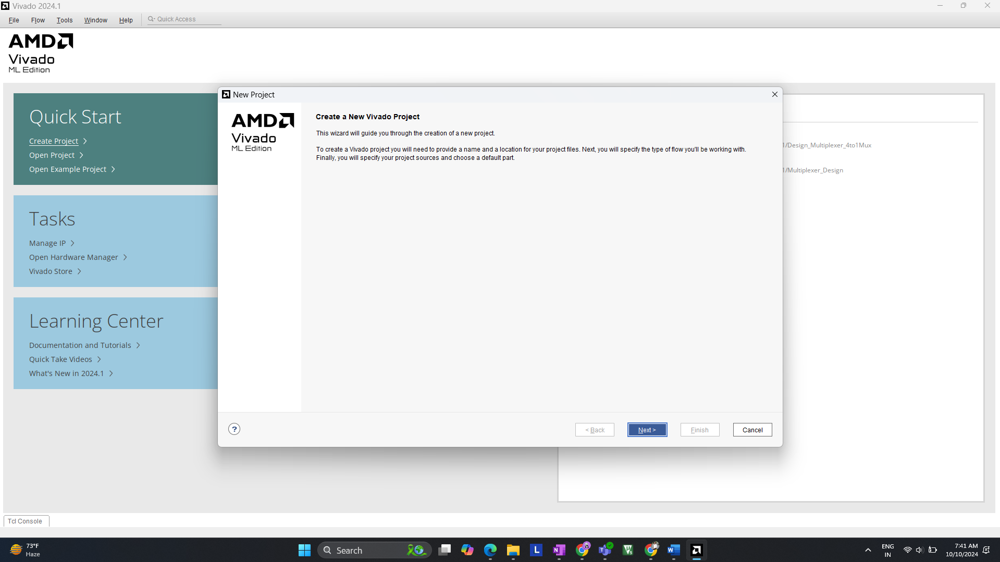 Vivado 2024.1
File Flow Tools Window Help Quick Access
AMD
Vivado
ML Edition
Quick Start
Create Project
Open Project
Open Example Project
Tasks
Manage IP
Open Hardware Manager
Vivado Store
Learning Center
Documentation and Tutorials
Quick Take Videos
What's New in 2024.1
New Project
AMD
Vivado
ML Edition
Create a New Vivado Project
This wizard will guide you through the creation of a new project.
To create a Vivado project you will need to provide a name and a location for your project files. Next, you will specify the type of flow you'll be working with.
Finally, you will specify your project sources and choose a default part.
?
< Back Next > Finish Cancel
1/Design_Multiplexer_4to1Mux
1/Multiplexer_Design
Tcl Console
73°F
Haze
Search
ENG
IN
7:41 AM
10/10/2024